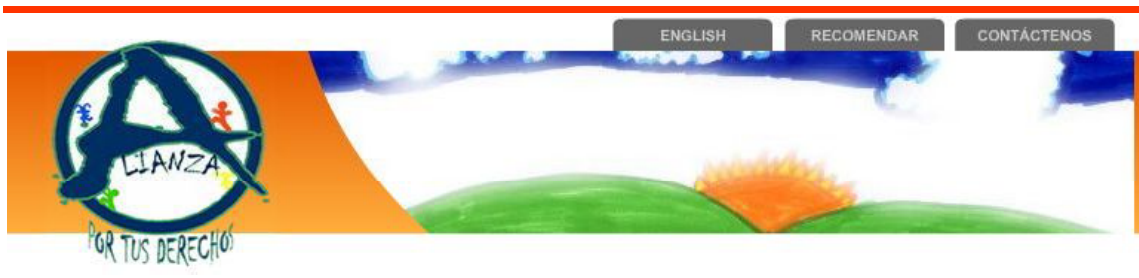 ENGLISH RECOMENDAR CONTÁCTENOS
ALIANZA
POR TUS DERECHOS